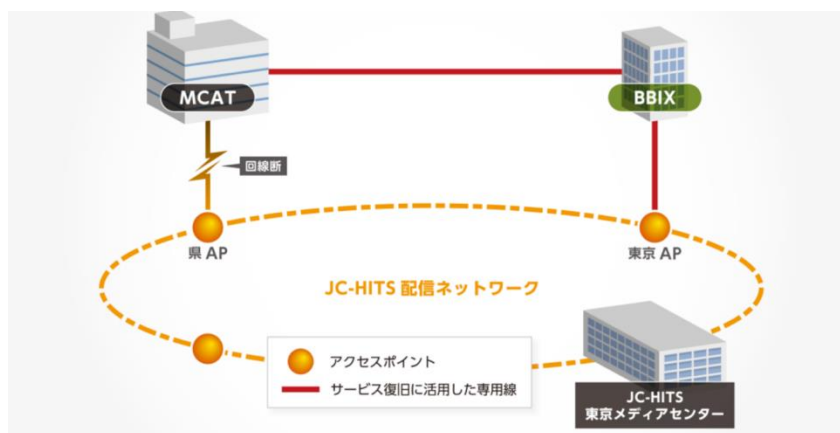 MCAT
BBIX
回線断
県 AP
東京 AP
JC-HITS 配信ネットワーク
アクセスポイント
サービス復旧に活用した専用線
JC-HITS
東京メディアセンター